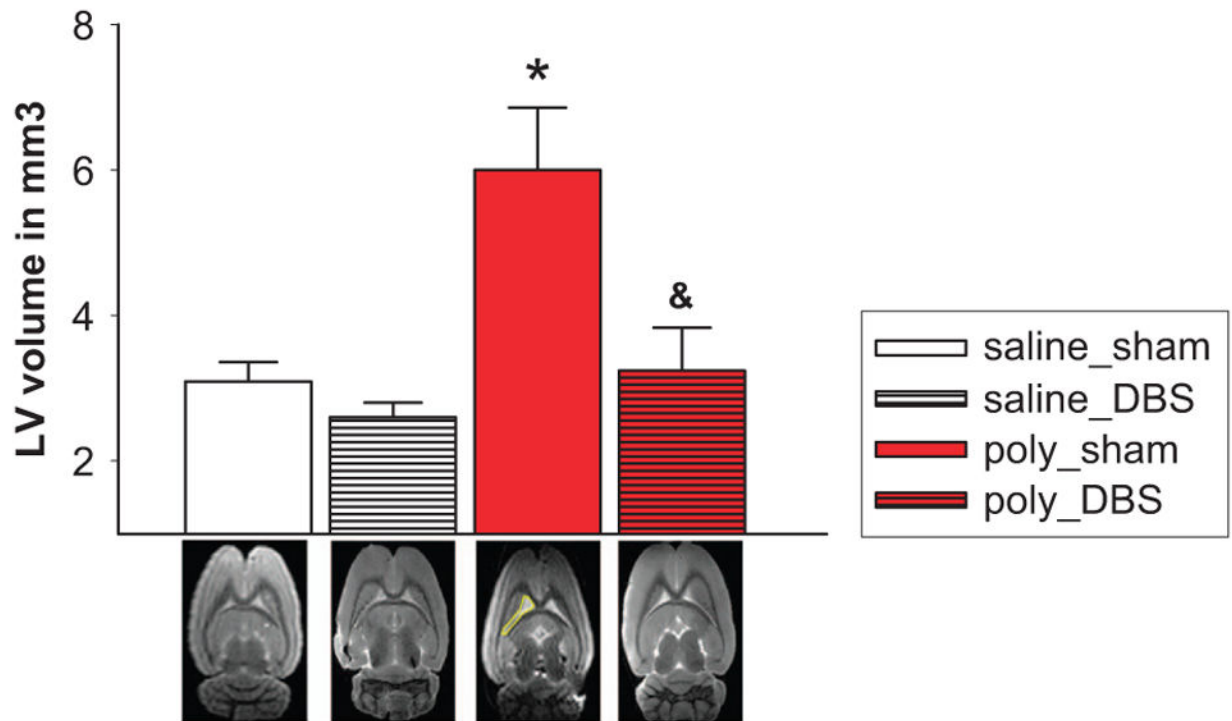 8
*
6
4
2
&
LV volume in mm3
saline_sham
saline_DBS
poly_sham
poly_DBS